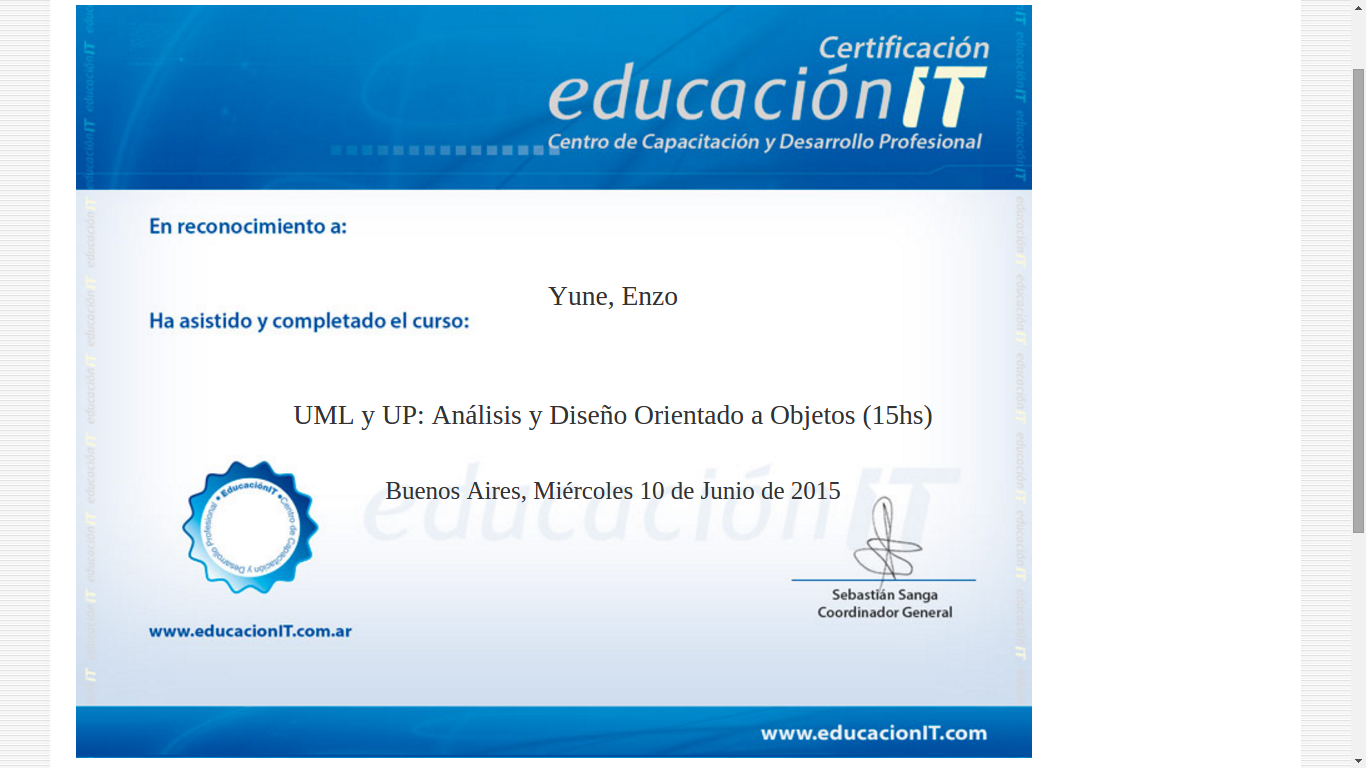 Certificación
educaciónIT
Centro de Capacitación y Desarrollo Profesional
En reconocimiento a:
Yune, Enzo
Ha asistido y completado el curso:
UML y UP: Análisis y Diseño Orientado a Objetos (15hs)
educaciónIT
Buenos Aires, Miércoles 10 de Junio de 2015
• EducaciónIT • Centro de Capacitación y Desarrollo Profesional
Sebastián Sanga
Coordinador General
www.educacionIT.com.ar
www.educacionIT.com